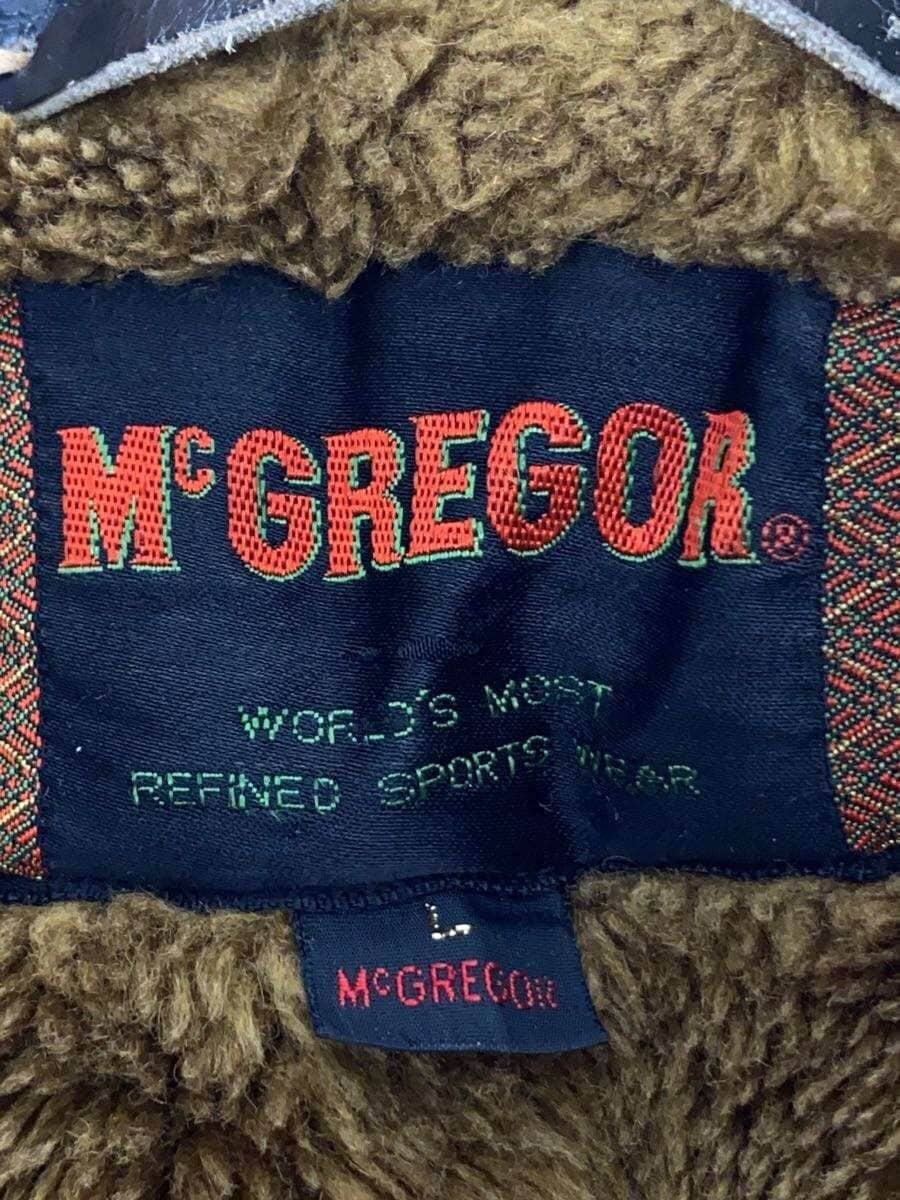 McGREGOR®
WORLD'S MOST
REFINED SPORTS WEAR
L
McGREGOR